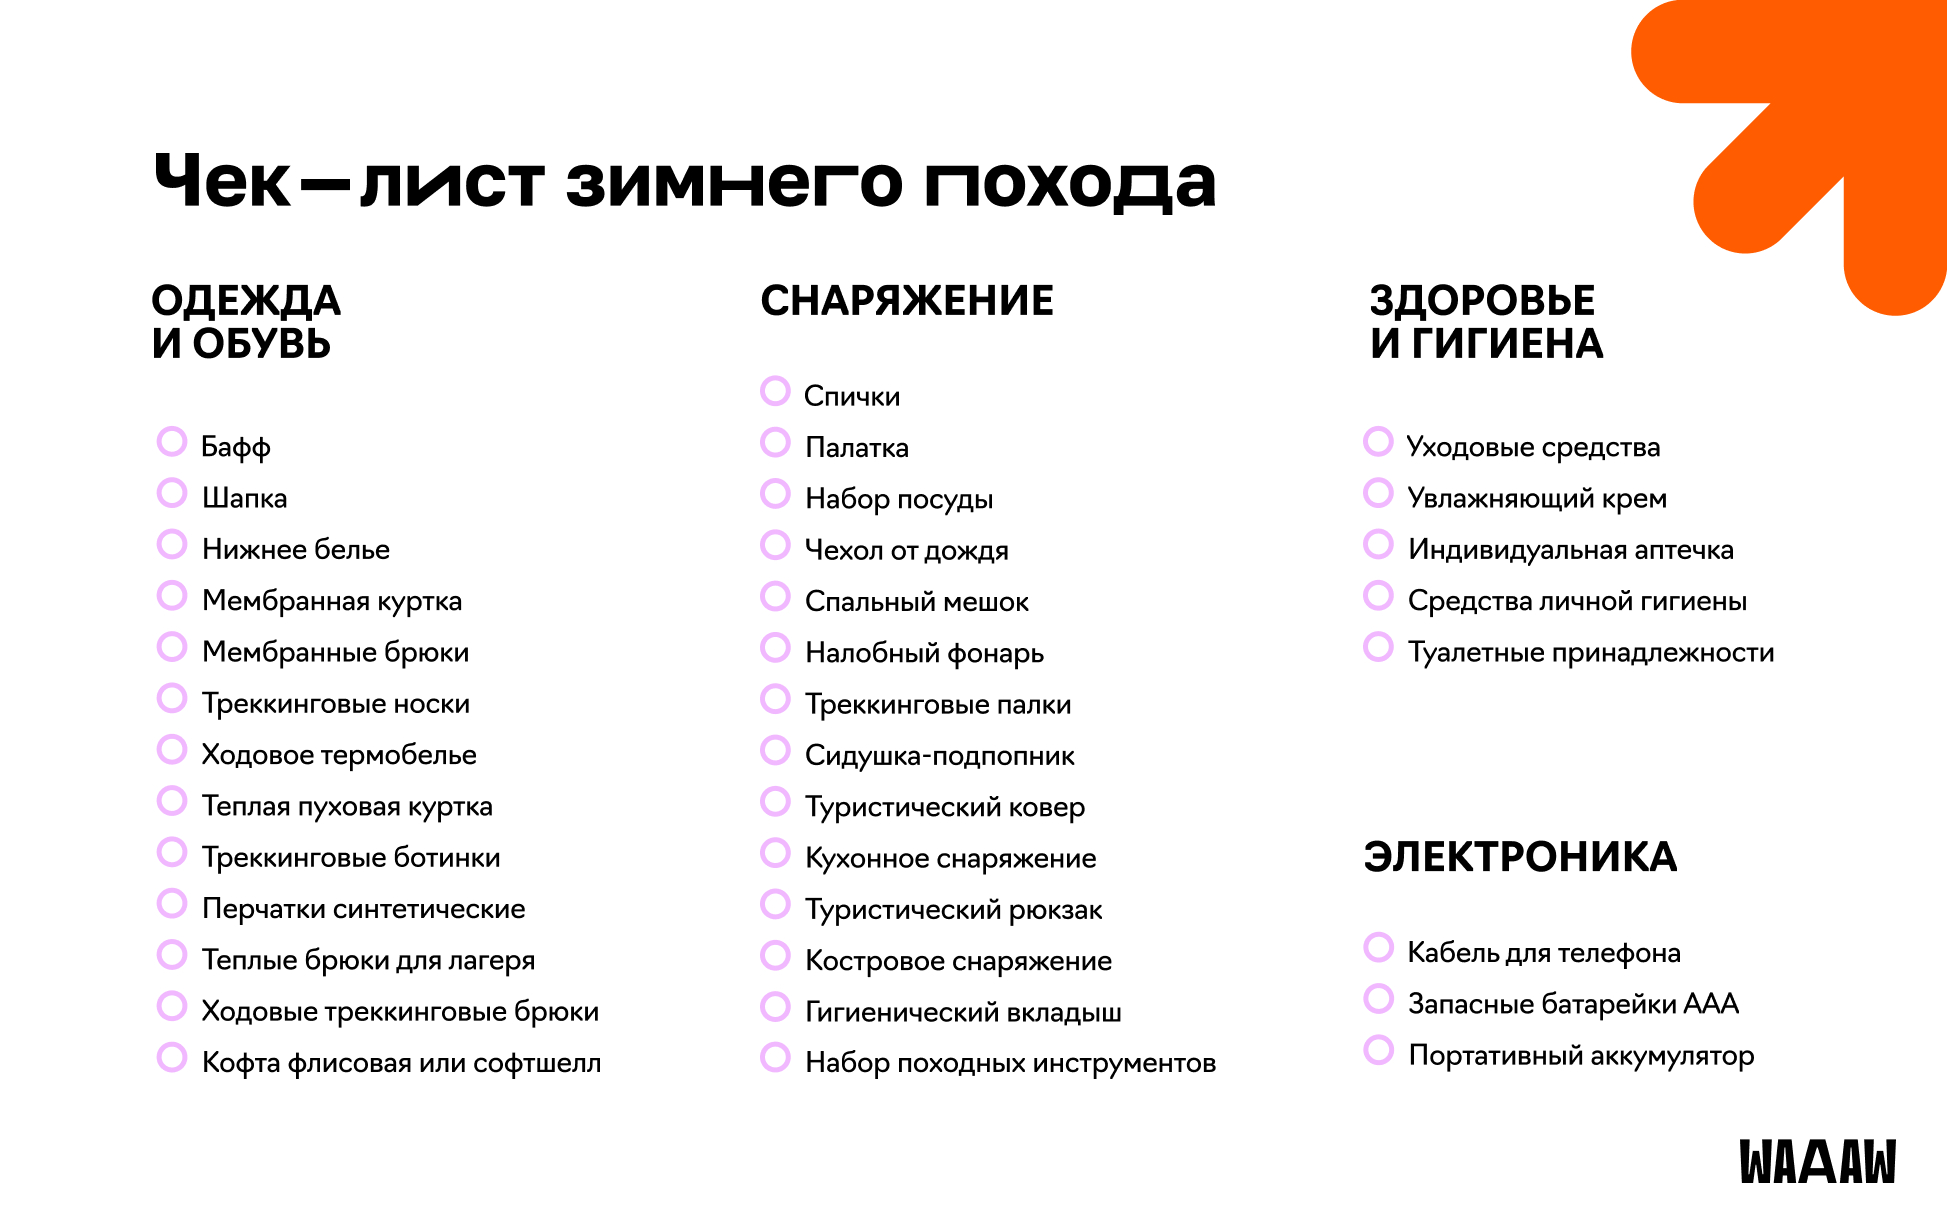 Чек—лист зимнего похода
ОДЕЖДА
И ОБУВЬ
Бафф
Шапка
Нижнее белье
Мембранная куртка
Мембранные брюки
Треккинговые носки
Ходовое термобелье
Теплая пуховая куртка
Треккинговые ботинки
Перчатки синтетические
Теплые брюки для лагеря
Ходовые треккинговые брюки
Кофта флисовая или софтшелл
СНАРЯЖЕНИЕ
Спички
Палатка
Набор посуды
Чехол от дождя
Спальный мешок
Налобный фонарь
Треккинговые палки
Сидушка-подпопник
Туристический ковер
Кухонное снаряжение
Туристический рюкзак
Костровое снаряжение
Гигиенический вкладыш
Набор походных инструментов
ЗДОРОВЬЕ
И ГИГИЕНА
Уходовые средства
Увлажняющий крем
Индивидуальная аптечка
Средства личной гигиены
Туалетные принадлежности
ЭЛЕКТРОНИКА
Кабель для телефона
Запасные батарейки ААА
Портативный аккумулятор
WAAAW